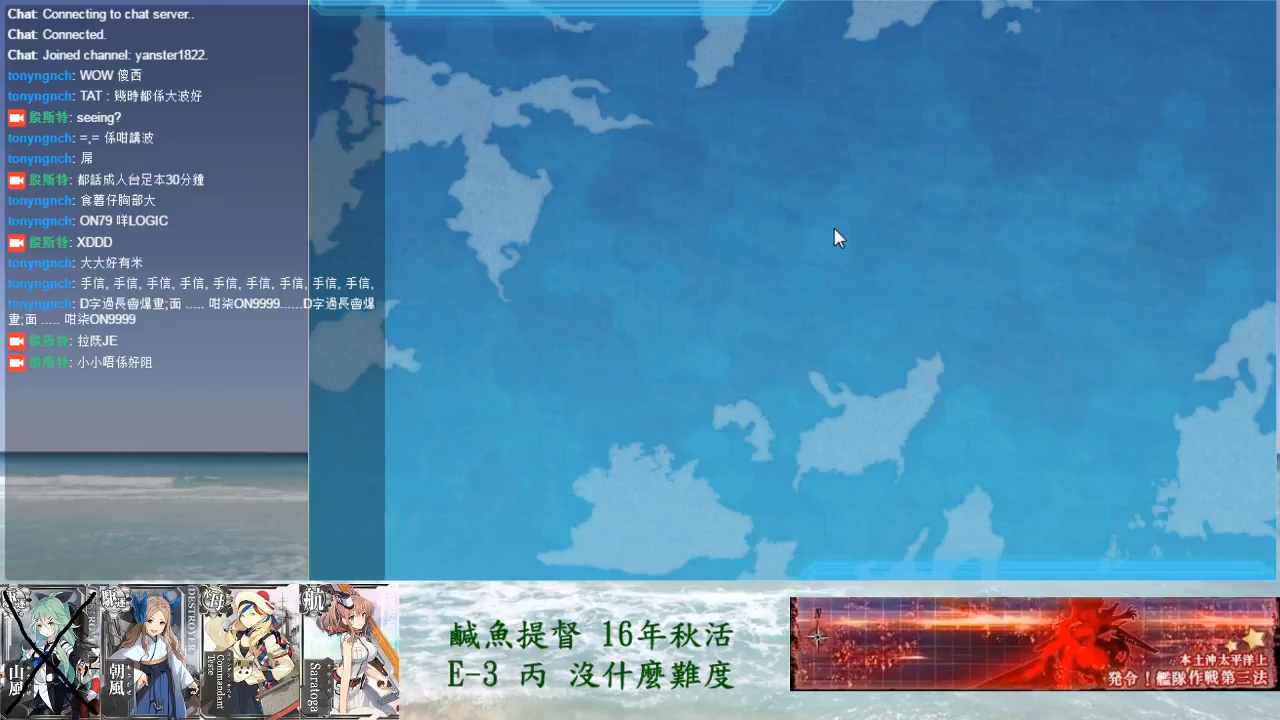 Chat: Connecting to chat server..
Chat: Connected.
Chat: Joined channel: yanster1822.
tonyngnch: WOW 傻西
tonyngnch: TAT : 幾時都係大波好
殷斯特: seeing?
tonyngnch: =,= 係咁講波
tonyngnch: 屌
殷斯特: 都話成人台足本30分鐘
tonyngnch: 食薯仔胸部大
tonyngnch: ON79 咩LOGIC
殷斯特: XDDD
tonyngnch: 大大好有米
tonyngnch: 手信, 手信, 手信, 手信, 手信, 手信, 手信, 手信, 手信,
tonyngnch: D字過長會爆畫;面 ..... 咁柒ON9999......D字過長會爆
畫;面 ..... 咁柒ON9999
殷斯特: 拉既JE
殷斯特: 小小唔係好阻
山風
朝風
DESTROYER
Commandant Teste
航
Saratoga
鹹魚提督 16年秋活
E-3 丙 沒什麼難度
N
本土沖太平洋上
発令！艦隊作戦第三法